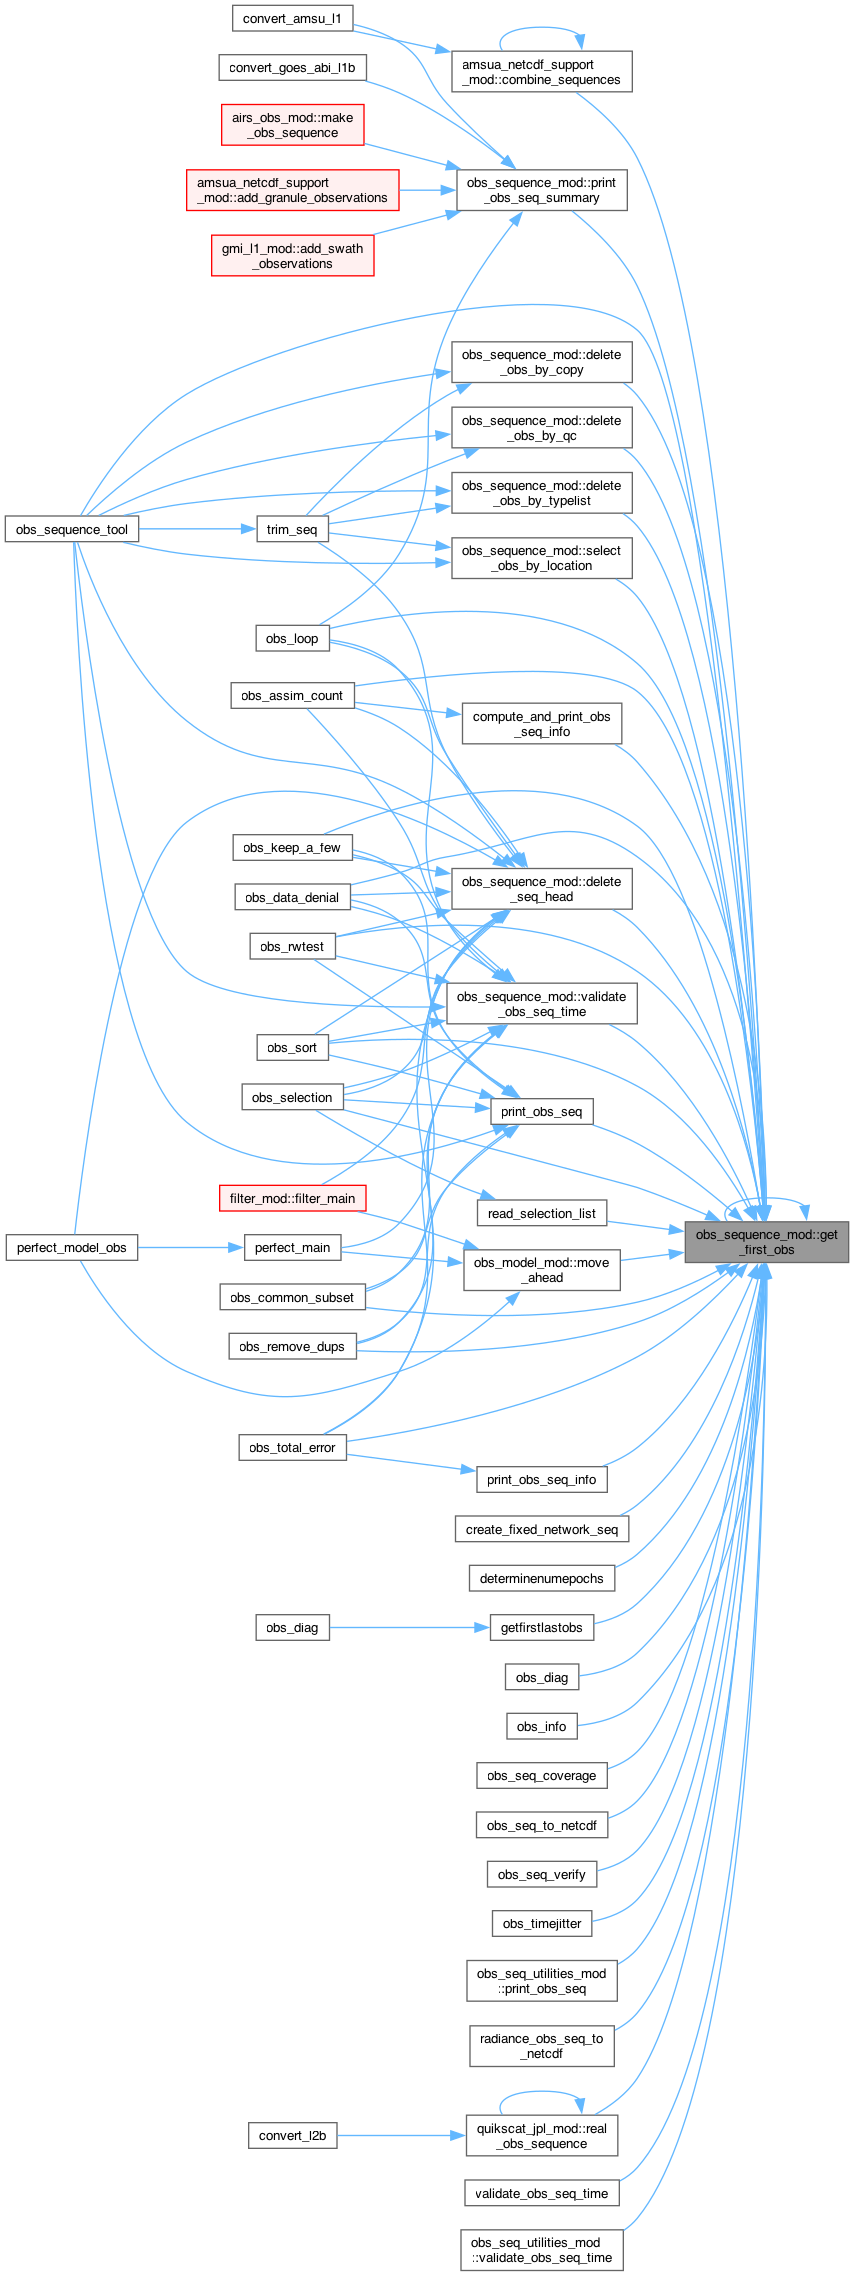 convert_amsu_l1
amsua_netcdf_support
_mod::combine_sequences
convert_goes_abi_l1b
airs_obs_mod::make
_obs_sequence
amsua_netcdf_support
_mod::add_granule_observations
obs_sequence_mod::print
_obs_seq_summary
gmi_l1_mod::add_swath
_observations
obs_sequence_mod::delete
_obs_by_copy
obs_sequence_mod::delete
_obs_by_qc
obs_sequence_mod::delete
_obs_by_typelist
obs_sequence_tool
trim_seq
obs_sequence_mod::select
_obs_by_location
obs_loop
obs_assim_count
compute_and_print_obs
_seq_info
obs_keep_a_few
obs_sequence_mod::delete
_seq_head
obs_data_denial
obs_rwtest
obs_sequence_mod::validate
_obs_seq_time
obs_sort
obs_selection
print_obs_seq
filter_mod::filter_main
read_selection_list
obs_sequence_mod::get
_first_obs
perfect_model_obs
perfect_main
obs_model_mod::move
_ahead
obs_common_subset
obs_remove_dups
obs_total_error
print_obs_seq_info
create_fixed_network_seq
determinenumepochs
obs_diag
getfirstlastobs
obs_diag
obs_info
obs_seq_coverage
obs_seq_to_netcdf
obs_seq_verify
obs_timejitter
obs_seq_utilities_mod
::print_obs_seq
radiance_obs_seq_to
_netcdf
convert_l2b
quikscat_jpl_mod::real
_obs_sequence
validate_obs_seq_time
obs_seq_utilities_mod
::validate_obs_seq_time